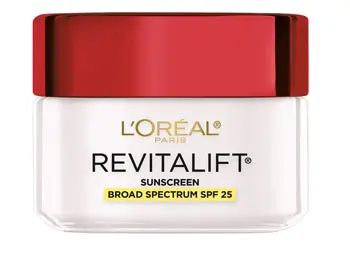 L'ORÉAL
PARIS
REVITALIFT®
SUNSCREEN
BROAD SPECTRUM SPF 25